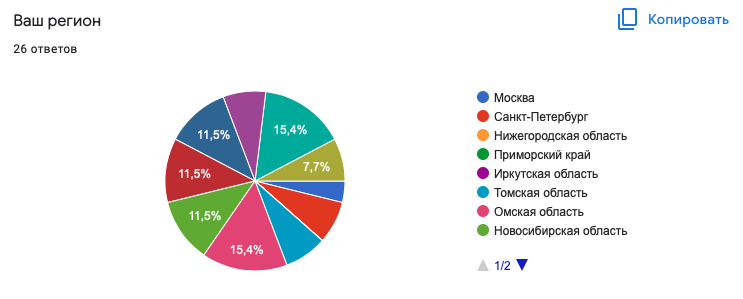 Ваш регион
Копировать
26 ответов
15,4%
11,5%
7,7%
11,5%
11,5%
15,4%
Москва
Санкт-Петербург
Нижегородская область
Приморский край
Иркутская область
Томская область
Омская область
Новосибирская область
1/2